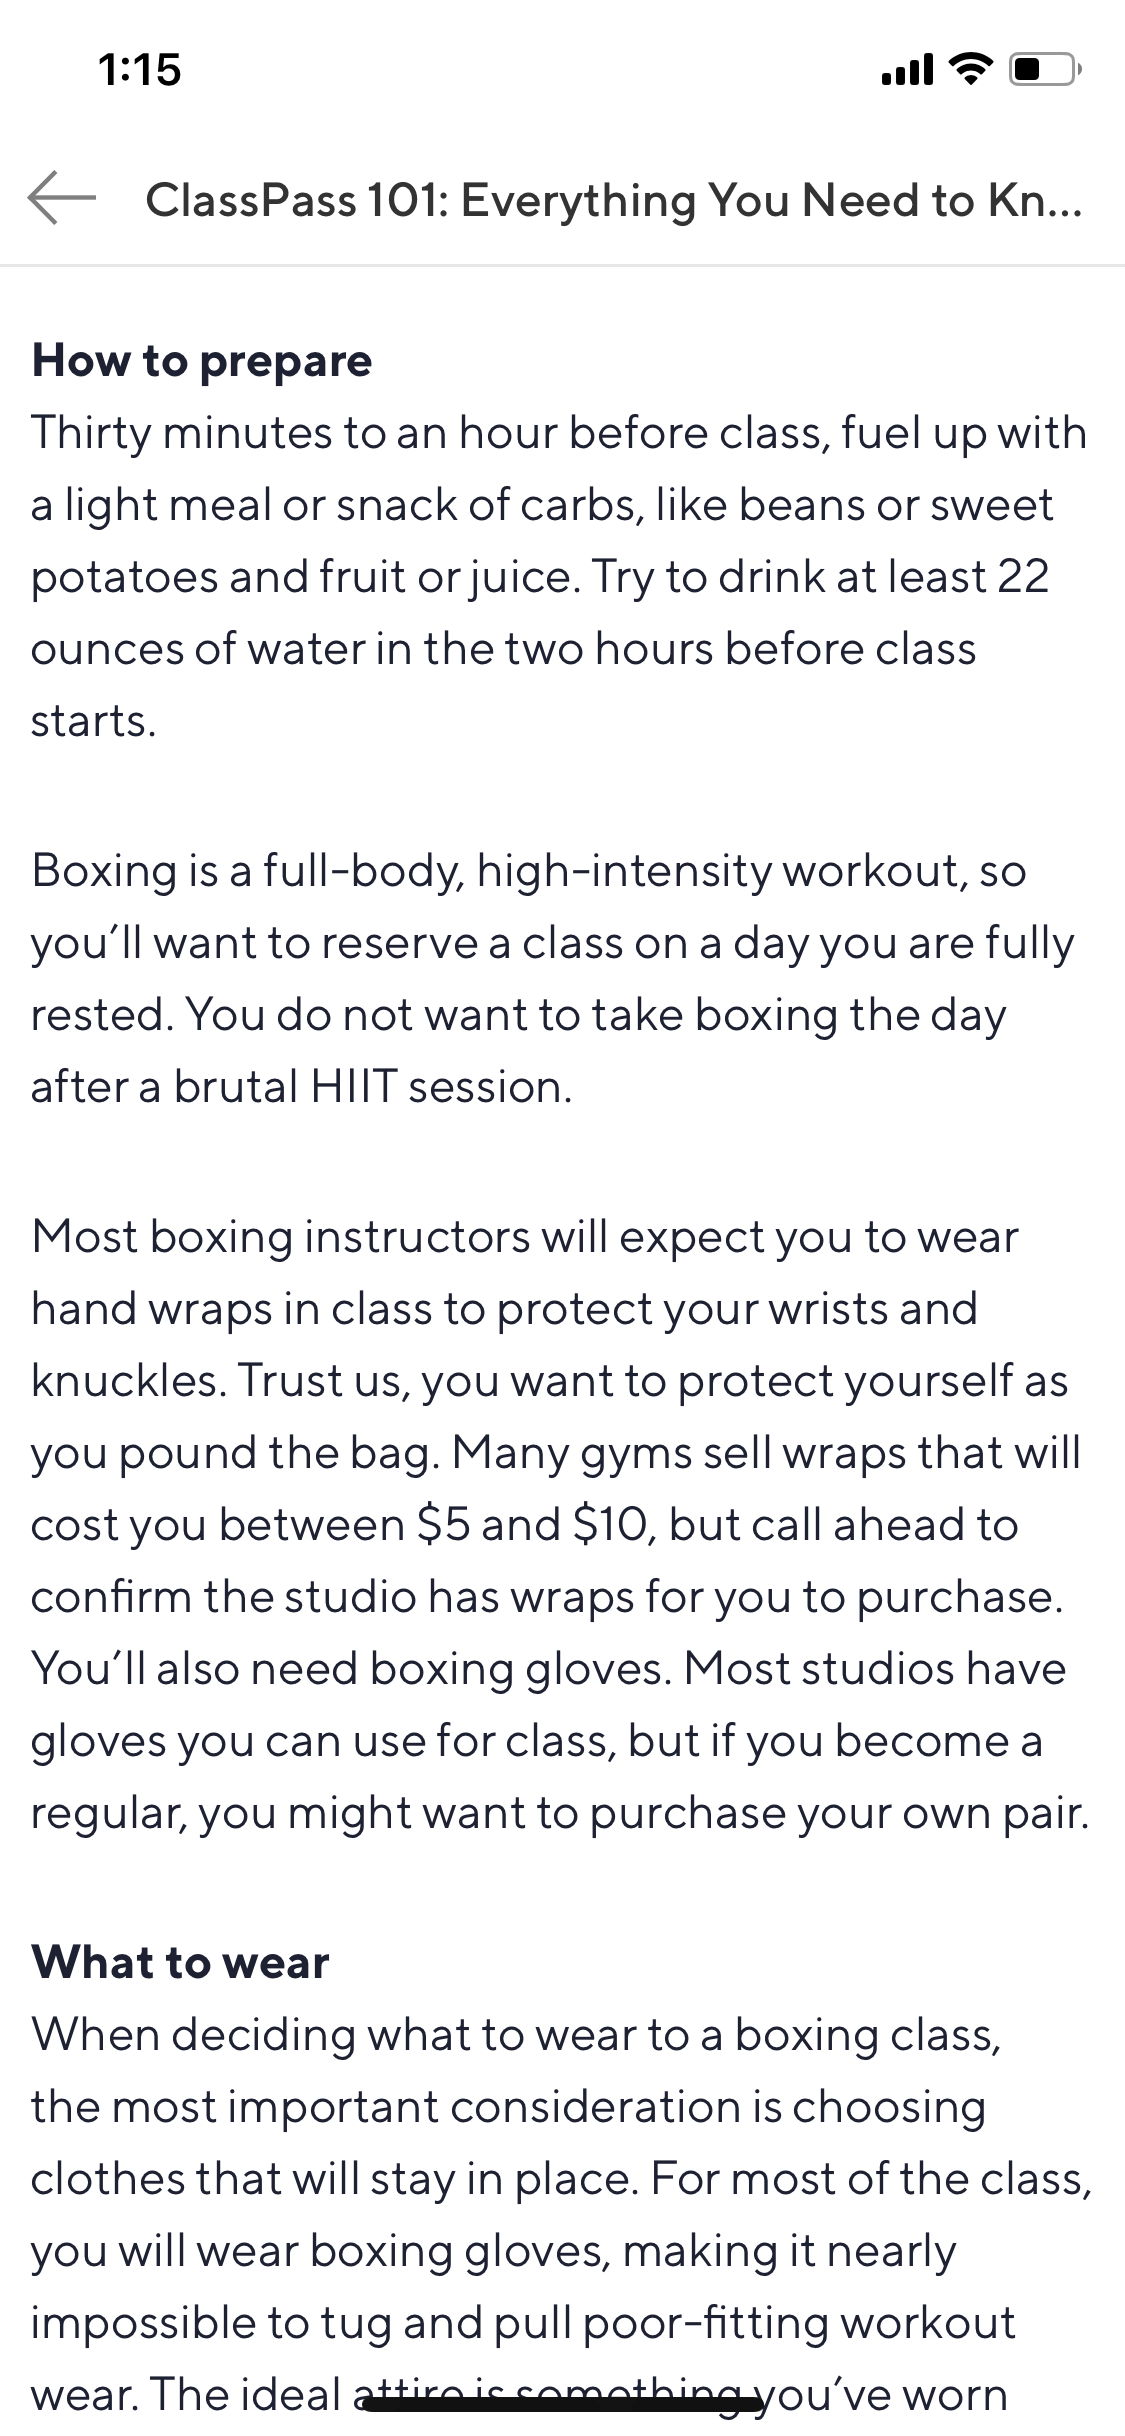 1:15
ClassPass 101: Everything You Need to Kn...
How to prepare
Thirty minutes to an hour before class, fuel up with
a light meal or snack of carbs, like beans or sweet
potatoes and fruit or juice. Try to drink at least 22
ounces of water in the two hours before class
starts.
Boxing is a full-body, high-intensity workout, so
you’ll want to reserve a class on a day you are fully
rested. You do not want to take boxing the day
after a brutal HIIT session.
Most boxing instructors will expect you to wear
hand wraps in class to protect your wrists and
knuckles. Trust us, you want to protect yourself as
you pound the bag. Many gyms sell wraps that will
cost you between $5 and $10, but call ahead to
confirm the studio has wraps for you to purchase.
You’ll also need boxing gloves. Most studios have
gloves you can use for class, but if you become a
regular, you might want to purchase your own pair.
What to wear
When deciding what to wear to a boxing class,
the most important consideration is choosing
clothes that will stay in place. For most of the class,
you will wear boxing gloves, making it nearly
impossible to tug and pull poor-fitting workout
wear. The ideal attire is something you’ve worn